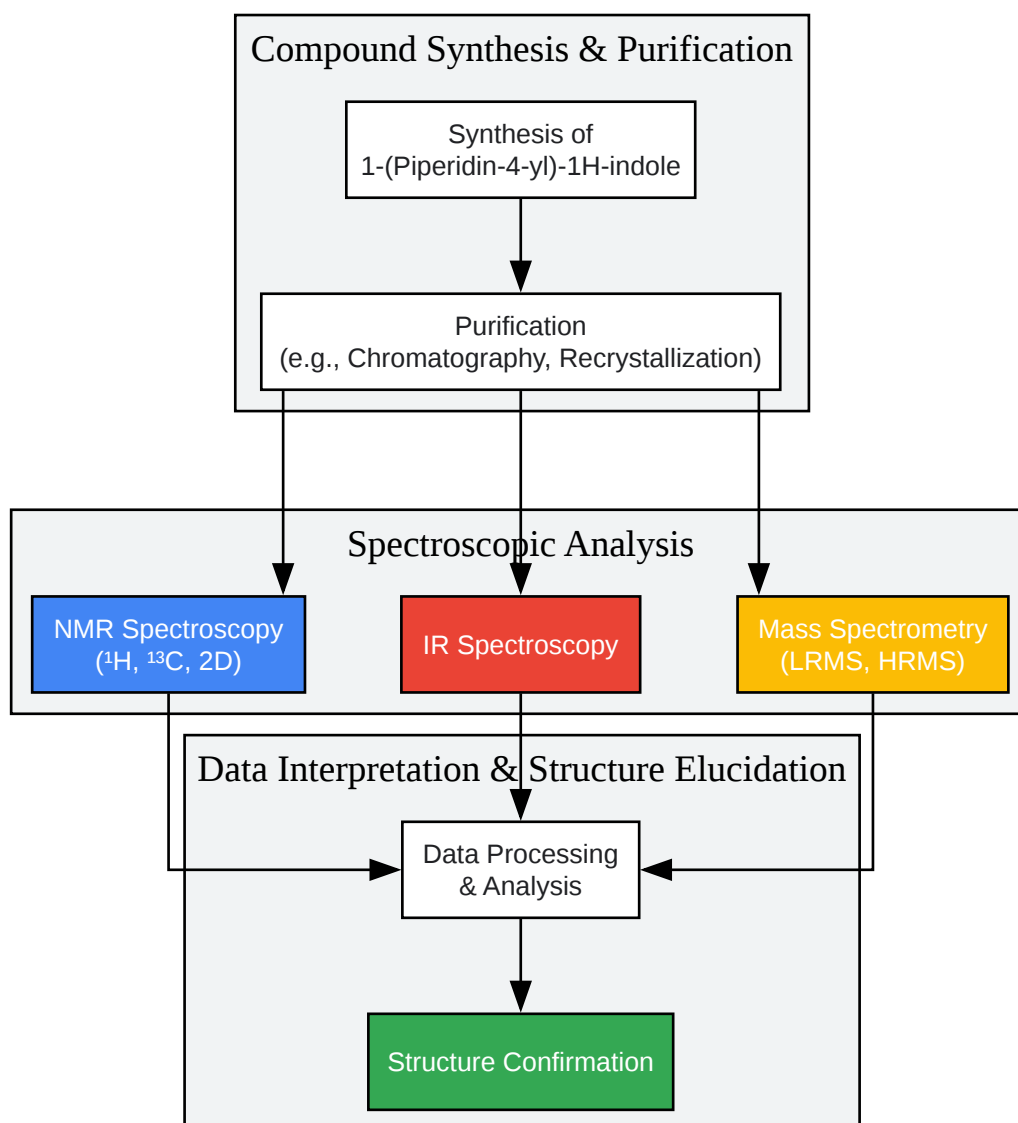 Compound Synthesis & Purification
Synthesis of
1-(Piperidin-4-yl)-1H-indole
Purification
(e.g., Chromatography, Recrystallization)
Spectroscopic Analysis
NMR Spectroscopy
(¹H, ¹³C, 2D)
IR Spectroscopy
Mass Spectrometry
(LRMS, HRMS)
Data Interpretation & Structure Elucidation
Data Processing
& Analysis
Structure Confirmation